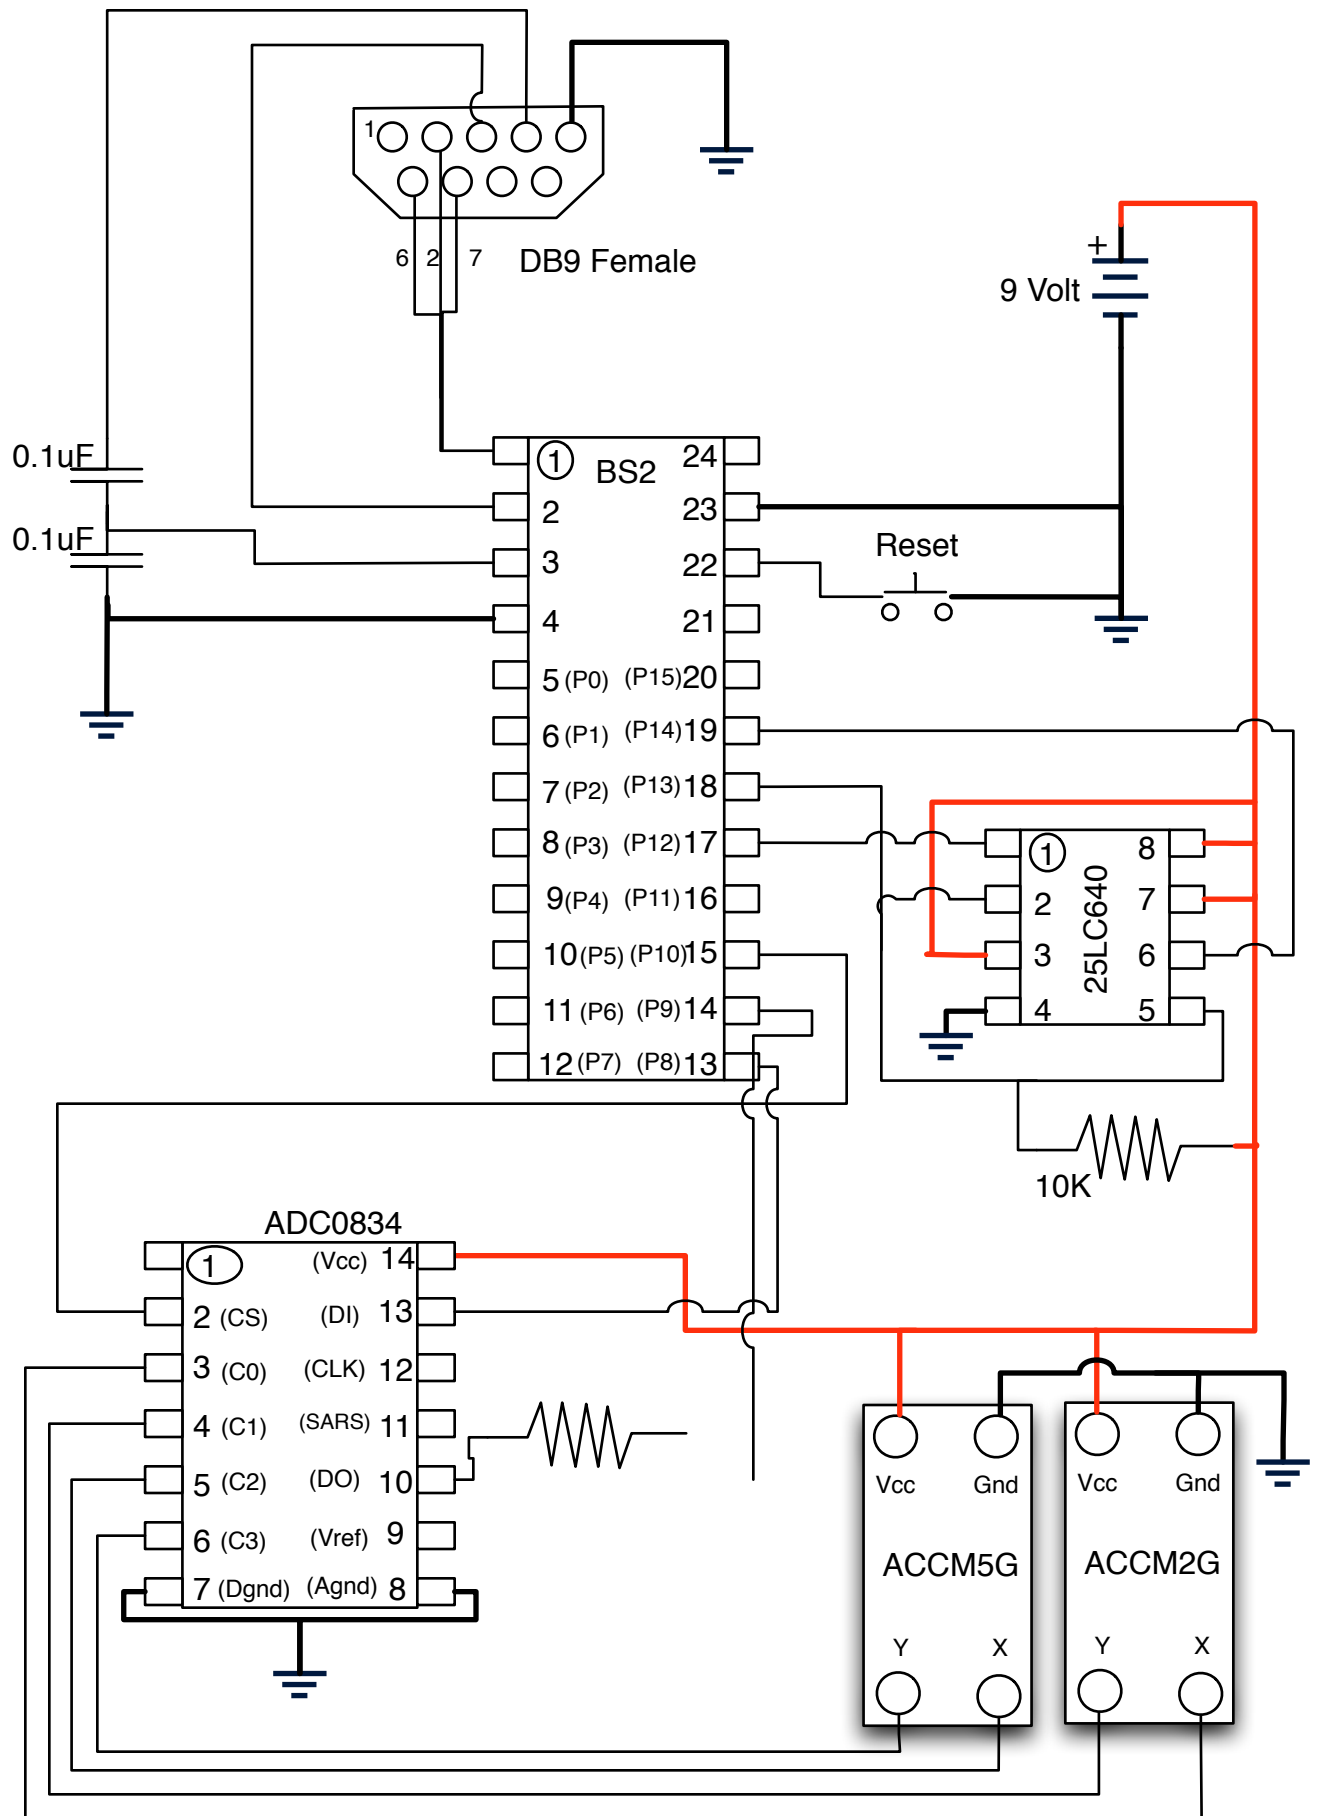 1
6 2 7
DB9 Female
+
9 Volt
0.1uF
0.1uF
1 BS2 24
2 23
3 22
4 21
5 (P0) (P15) 20
6 (P1) (P14) 19
7 (P2) (P13) 18
8 (P3) (P12) 17
9 (P4) (P11) 16
10 (P5) (P10) 15
11 (P6) (P9) 14
12 (P7) (P8) 13
Reset
1 8
2 7
3 6
4 5
25LC640
10K
ADC0834
1 (Vcc) 14
2 (CS) (DI) 13
3 (C0) (CLK) 12
4 (C1) (SARS) 11
5 (C2) (DO) 10
6 (C3) (Vref) 9
7 (Dgnd) (Agnd) 8
Vcc Gnd
ACCM5G
Y X
Vcc Gnd
ACCM2G
Y X